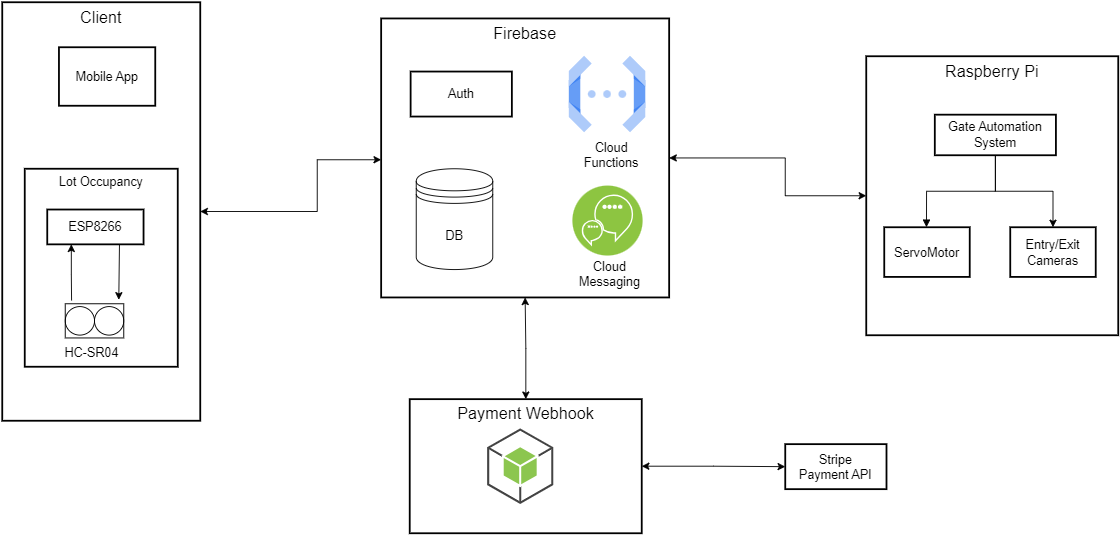 Client
Mobile App
Lot Occupancy
ESP8266
HC-SR04
Firebase
Auth
Cloud
Functions
DB
Cloud
Messaging
Raspberry Pi
Gate Automation
System
ServoMotor
Entry/Exit
Cameras
Payment Webhook
Stripe
Payment API